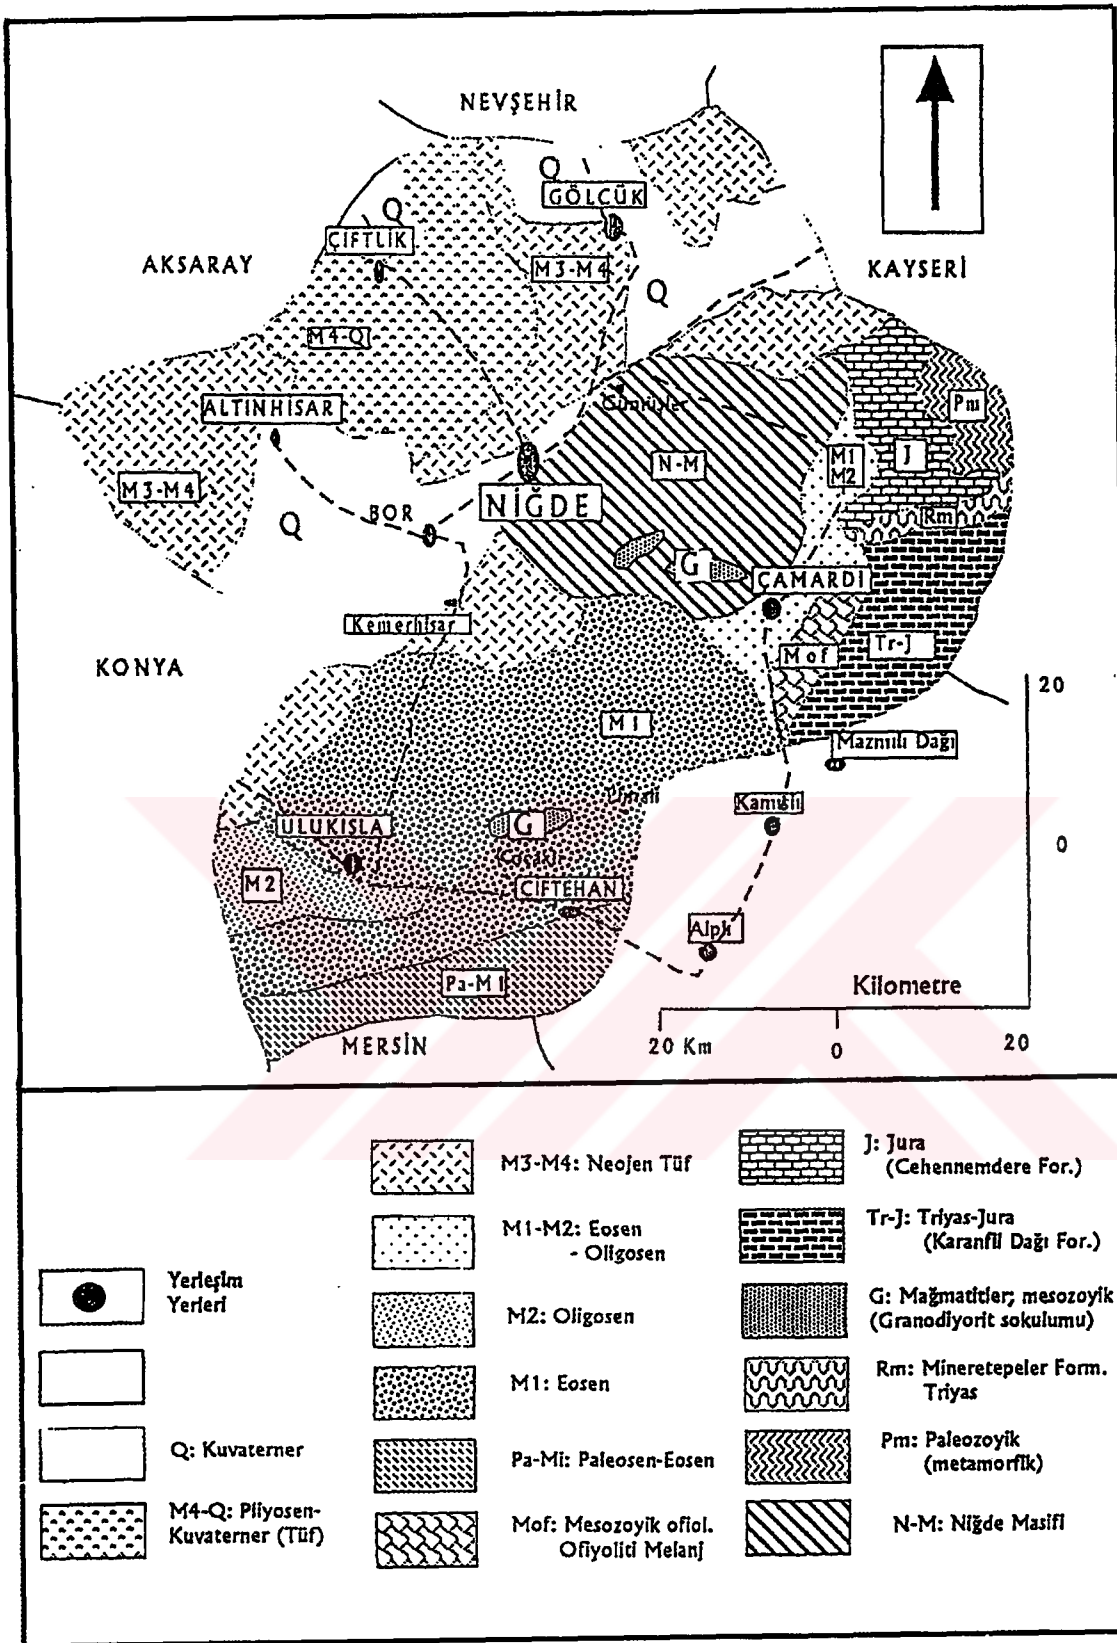 NEVŞEHİR
Q
GÖLCÜK
Q
ÇİFTLİK
AKSARAY
M3-M4
KAYSERİ
Q
M4-Q
ALTINHİSAR
Gümüşler
Pm
M1
M2
J
N-M
M3-M4
NİĞDE
BOR
Q
Rm
G
ÇAMARDI
Kemerhisar
KONYA
Tr-J
Mof
20
M1
Maznılı Dağı
Kamışlı
ULUKIŞLA
G
0
M2
ÇİFTEHAN
Pa-M1
Kilometre
MERSİN
20 Km
0
20
M3-M4: Neojen Tüf
M1-M2: Eosen
- Oligosen
M2: Oligosen
M1: Eosen
Pa-Mi: Paleosen-Eosen
Mof: Mesozoyik ofiol.
Ofiyoliti Melanj
Yerleşim
Yerleri
Q: Kuvaterner
M4-Q: Pliyosen-
Kuvaterner (Tüf)
J: Jura
(Cehennemdere For.)
Tr-J: Triyas-Jura
(Karanfil Dağı For.)
G: Mağmatitler; mesozoyik
(Granodiyorit sokulumu)
Rm: Mineretepeler Form.
Triyas
Pm: Paleozoyik
(metamorfik)
N-M: Niğde Masifi